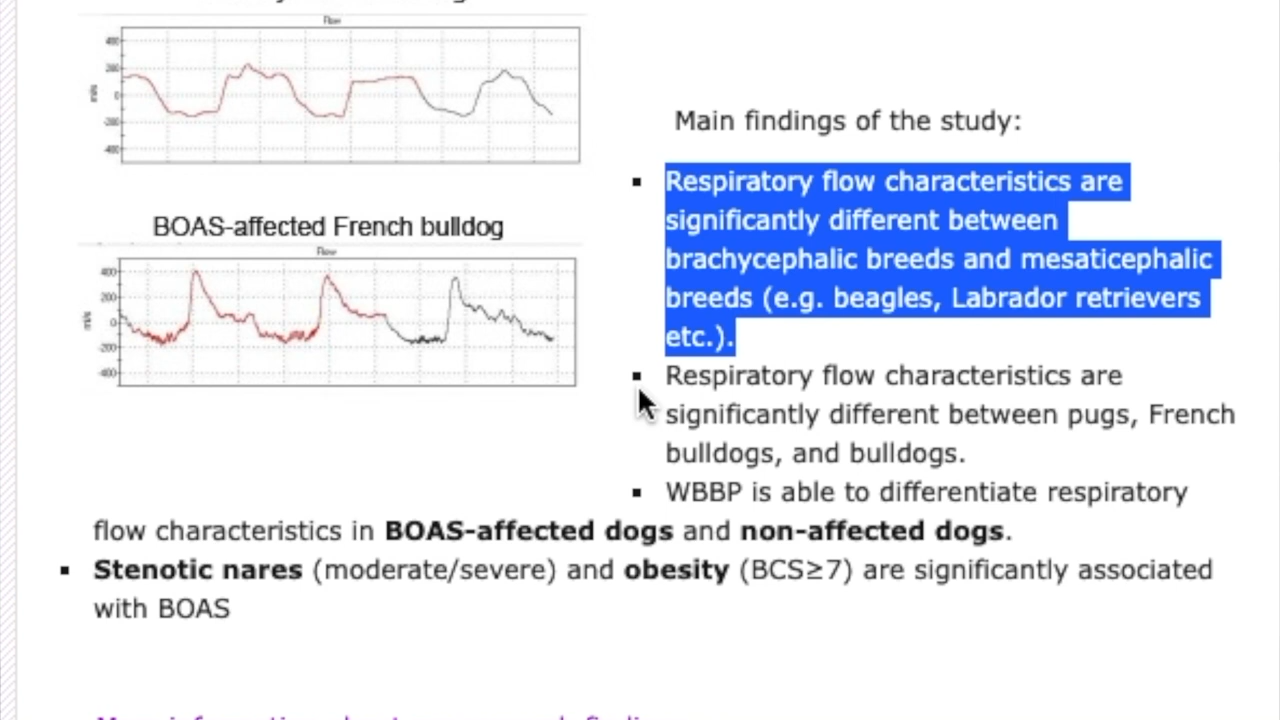 Flow
400
200
0
-200
-400
m/s
BOAS-affected French bulldog
Flow
400
200
0
-200
-400
m/s
Main findings of the study:
▪ Respiratory flow characteristics are
significantly different between
brachycephalic breeds and mesaticephalic
breeds (e.g. beagles, Labrador retrievers
etc.).
▪ Respiratory flow characteristics are
significantly different between pugs, French
bulldogs, and bulldogs.
▪ WBBP is able to differentiate respiratory
flow characteristics in BOAS-affected dogs and non-affected dogs.
▪ Stenotic nares (moderate/severe) and obesity (BCS≥7) are significantly associated
with BOAS